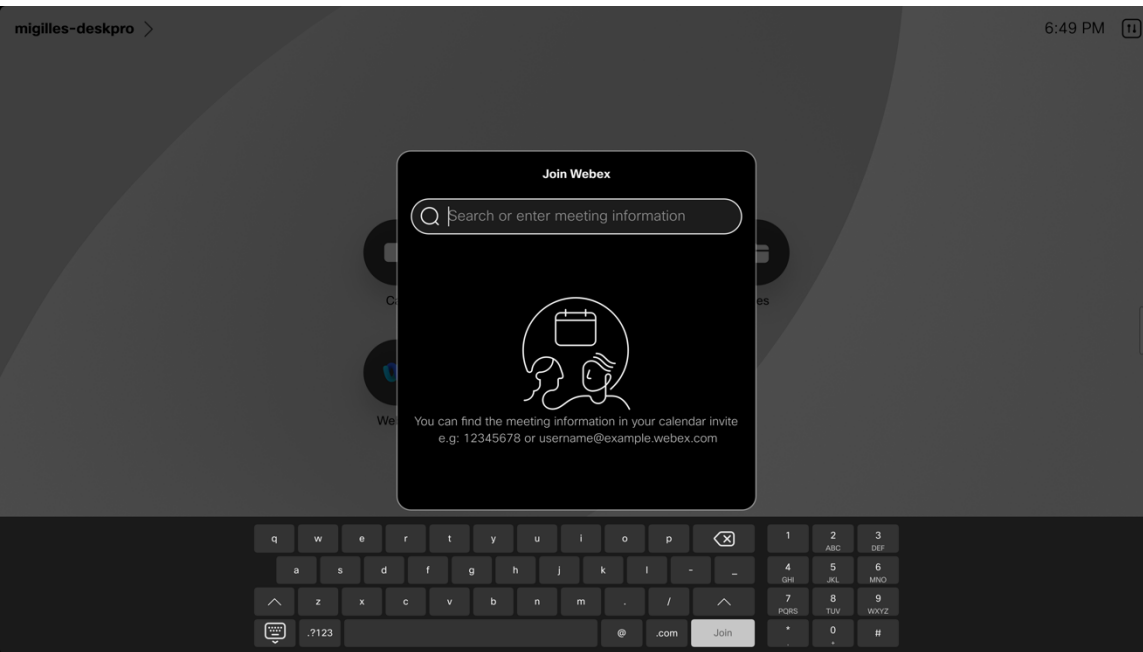 migilles-deskpro
6:49 PM
Join Webex
Search or enter meeting information
You can find the meeting information in your calendar invite
e.g: 12345678 or username@example.webex.com
q w e r t y u i o p 1 2 ABC 3 DEF
a s d f g h j k l - _ 4 GHI 5 JKL 6 MNO
z x c v b n m . / 7 PQRS 8 TUV 9 WXYZ
.?123 @ .com Join * . 0 + #